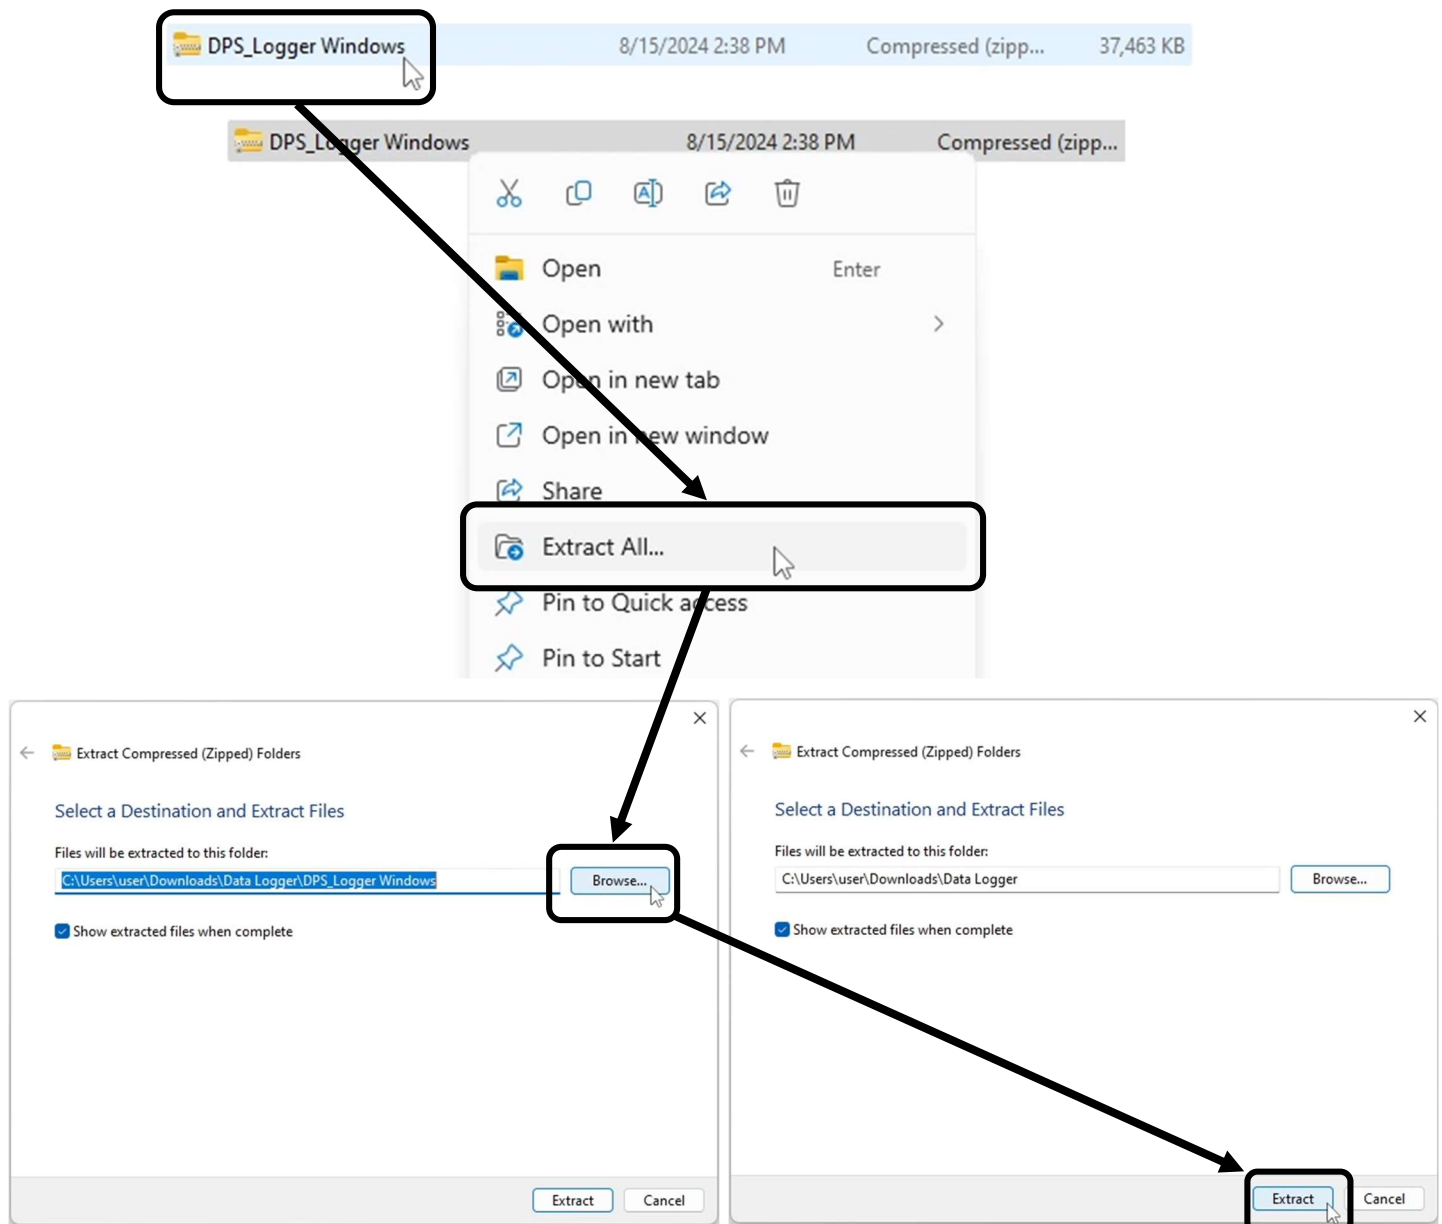 DPS_Logger Windows 8/15/2024 2:38 PM Compressed (zipp... 37,463 KB
DPS_Logger Windows 8/15/2024 2:38 PM Compressed (zipp...
Open Enter
Open with
Open in new tab
Open in new window
Share
Extract All...
Pin to Quick access
Pin to Start
Extract Compressed (Zipped) Folders
Select a Destination and Extract Files
Files will be extracted to this folder:
C:\Users\user\Downloads\Data Logger\DPS_Logger Windows Browse...
Show extracted files when complete
Extract Cancel
Extract Compressed (Zipped) Folders
Select a Destination and Extract Files
Files will be extracted to this folder:
C:\Users\user\Downloads\Data Logger Browse...
Show extracted files when complete
Extract Cancel